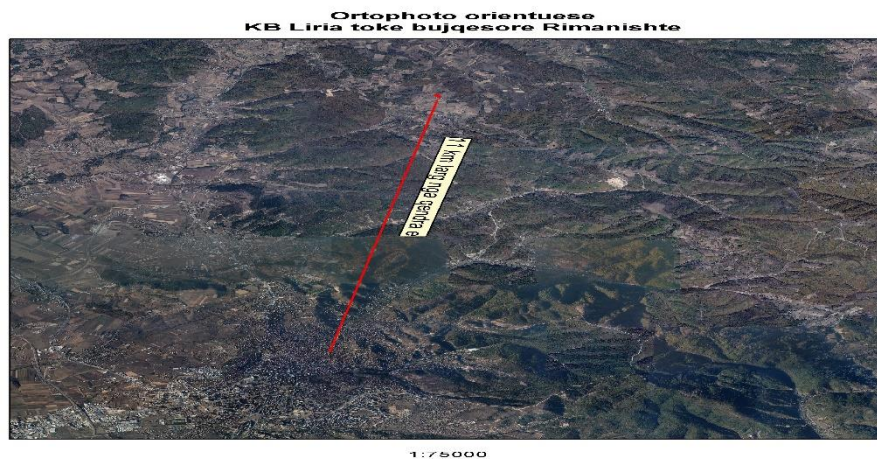 Ortophoto orientuese
KB Liria toke bujqesore Rimanishte
11 km larg nga qendra e
1:75000